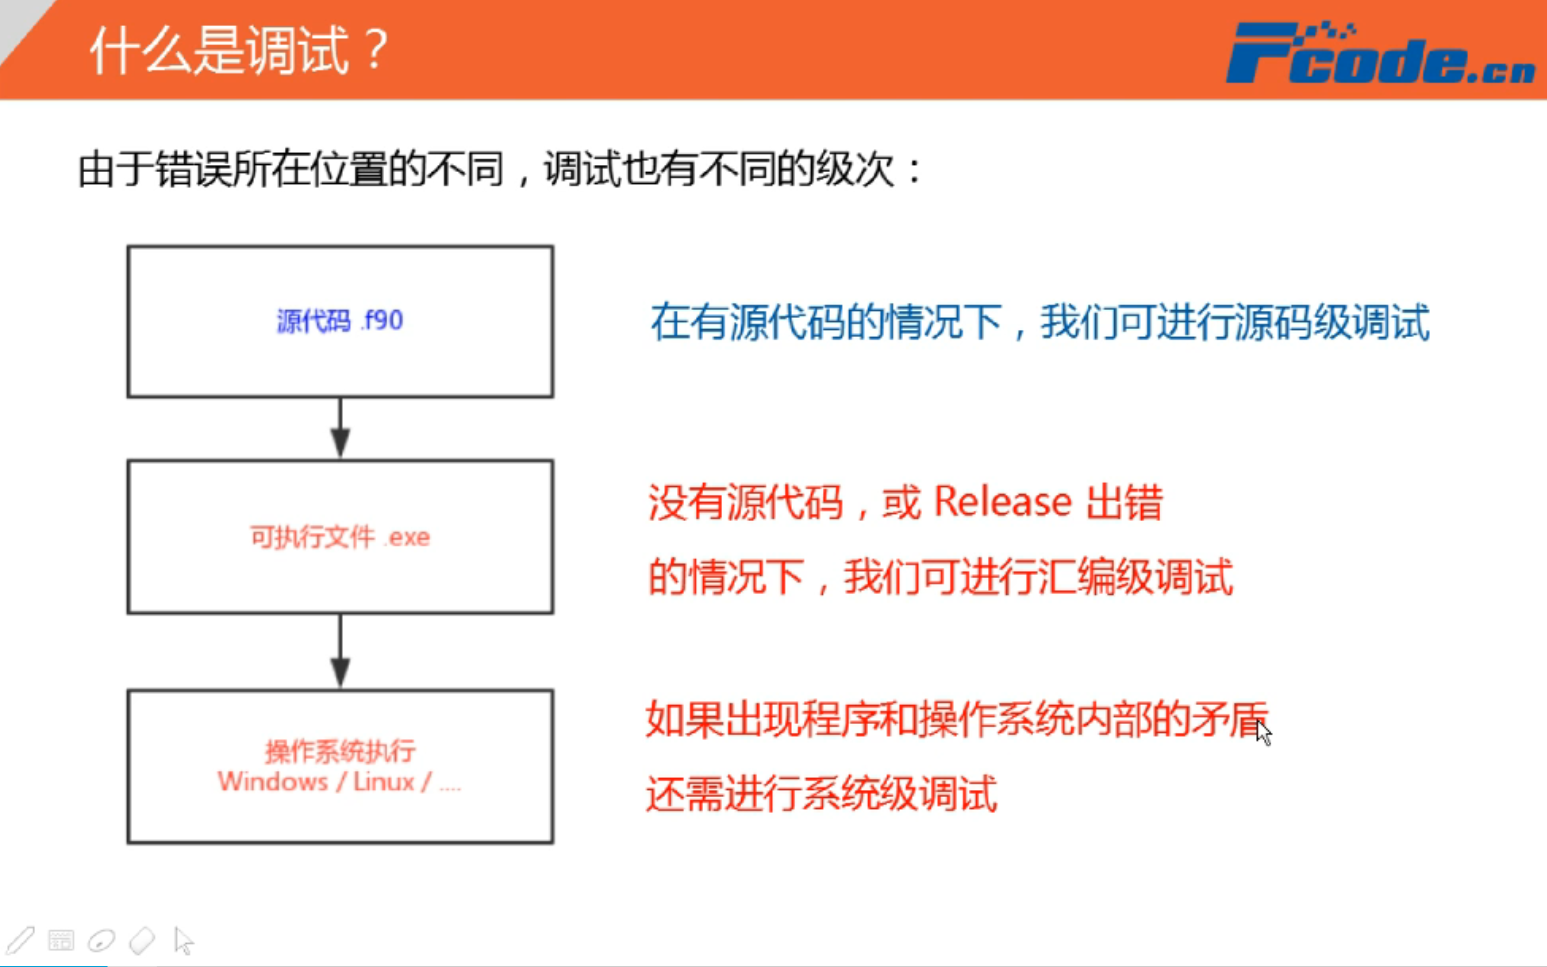 什么是调试？
Fcode.cn
由于错误所在位置的不同，调试也有不同的级次：
源代码 .f90
在有源代码的情况下，我们可进行源码级调试
可执行文件 .exe
没有源代码，或 Release 出错
的情况下，我们可进行汇编级调试
操作系统执行
Windows / Linux / ....
如果出现程序和操作系统内部的矛盾
还需进行系统级调试